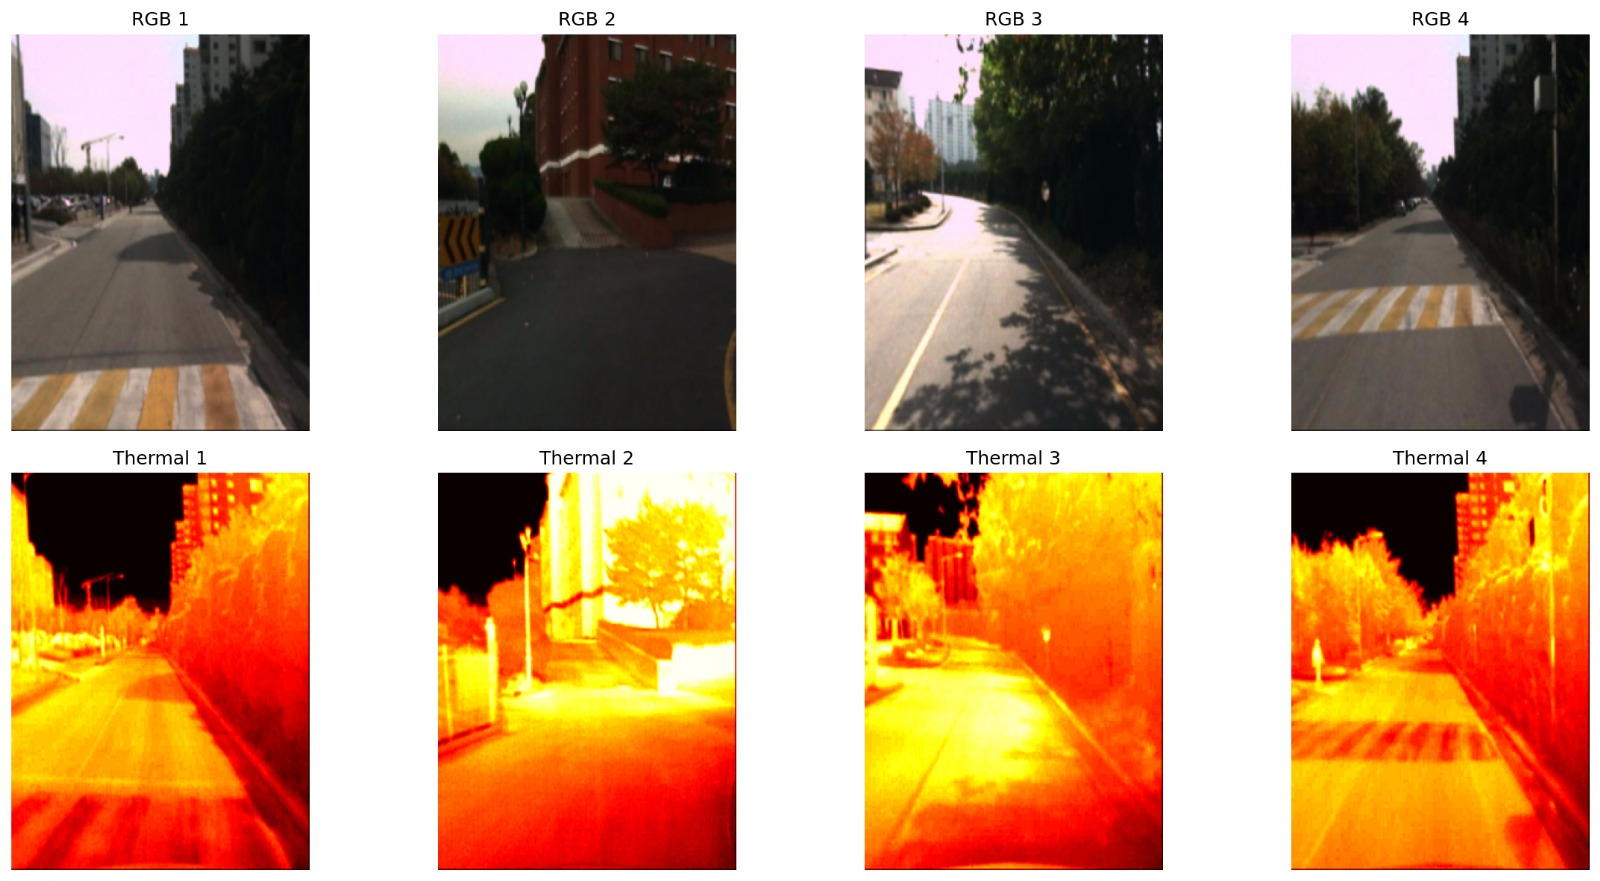 RGB 1
RGB 2
RGB 3
RGB 4
Thermal 1
Thermal 2
Thermal 3
Thermal 4